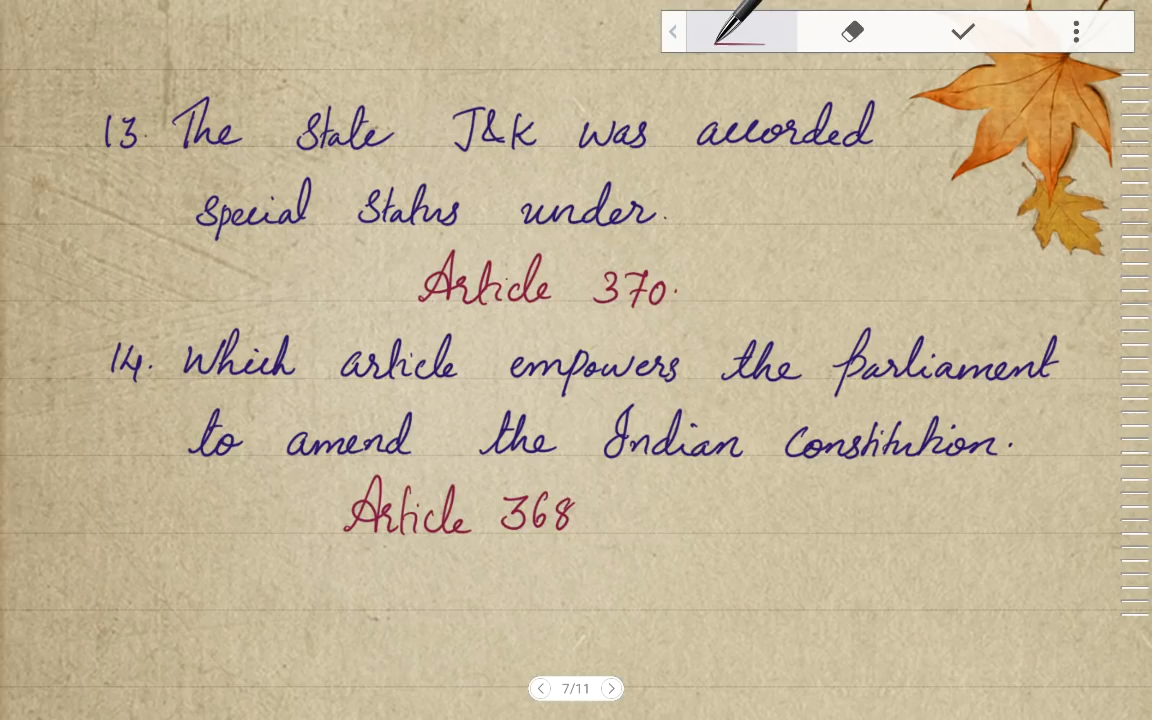 13. The State J&K was accorded
special status under.
Article 370.
14. Which article empowers the Parliament
to amend the Indian Constitution.
Article 368
7/11